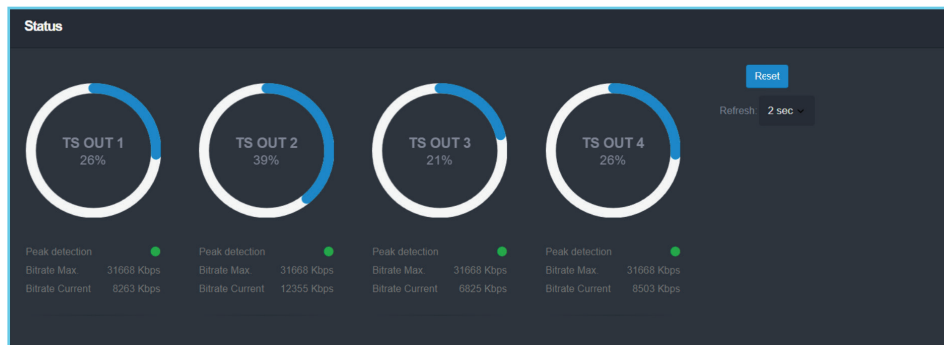 Status
Reset
Refresh: 2 sec
TS OUT 1
26%
TS OUT 2
39%
TS OUT 3
21%
TS OUT 4
26%
Peak detection
Bitrate Max 31668 Kbps
Bitrate Current 8263 Kbps
Peak detection
Bitrate Max 31668 Kbps
Bitrate Current 12355 Kbps
Peak detection
Bitrate Max 31668 Kbps
Bitrate Current 6825 Kbps
Peak detection
Bitrate Max 31668 Kbps
Bitrate Current 8503 Kbps